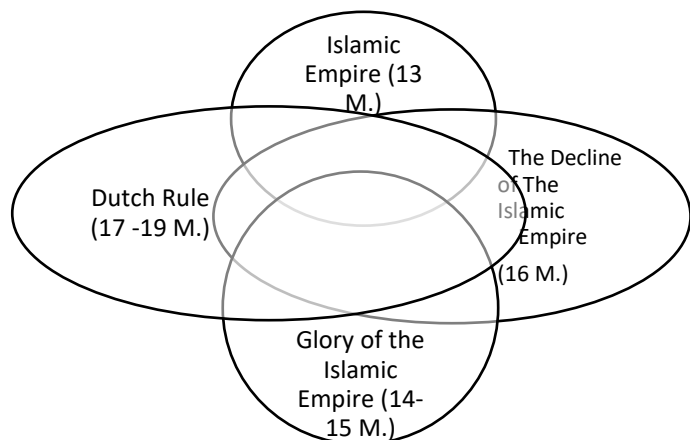 Islamic
Empire (13
M.)
The Decline
of The
Islamic
Empire
(16 M.)
Dutch Rule
(17 -19 M.)
Glory of the
Islamic
Empire (14-
15 M.)